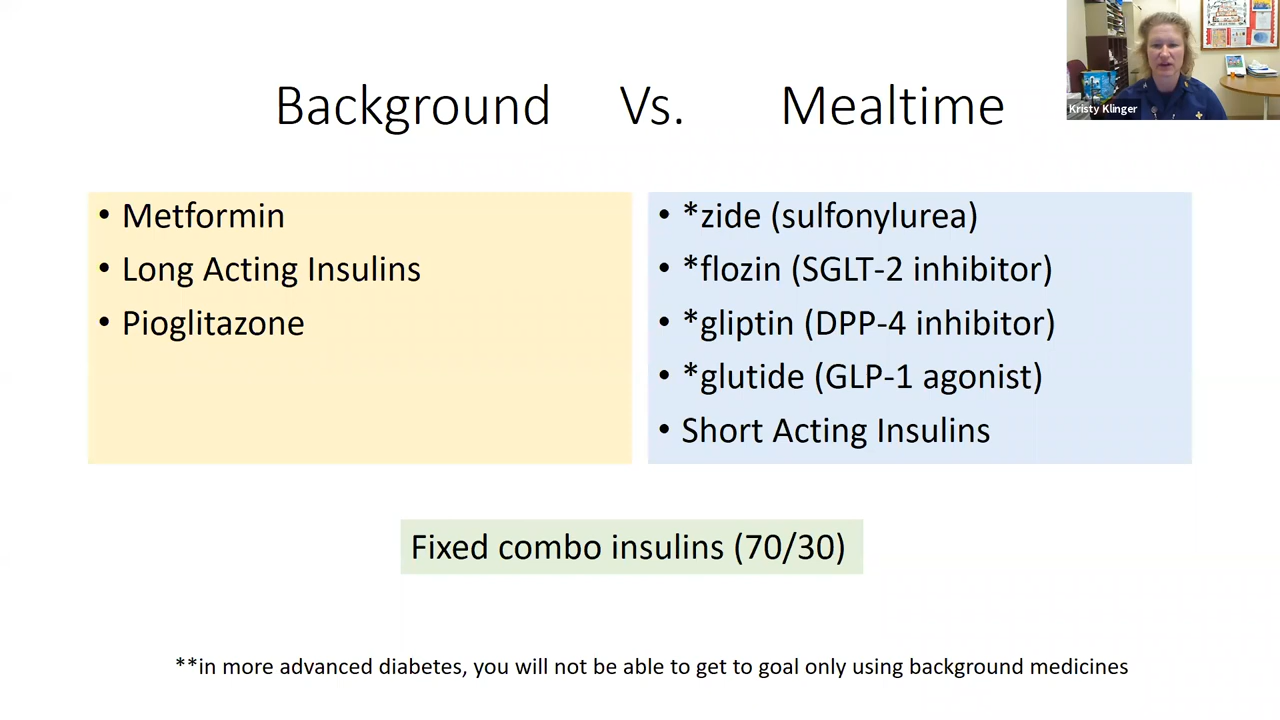 Background Vs. Mealtime
Kristy Klinger
• Metformin
• Long Acting Insulins
• Pioglitazone
• *zide (sulfonylurea)
• *flozin (SGLT-2 inhibitor)
• *gliptin (DPP-4 inhibitor)
• *glutide (GLP-1 agonist)
• Short Acting Insulins
Fixed combo insulins (70/30)
**in more advanced diabetes, you will not be able to get to goal only using background medicines